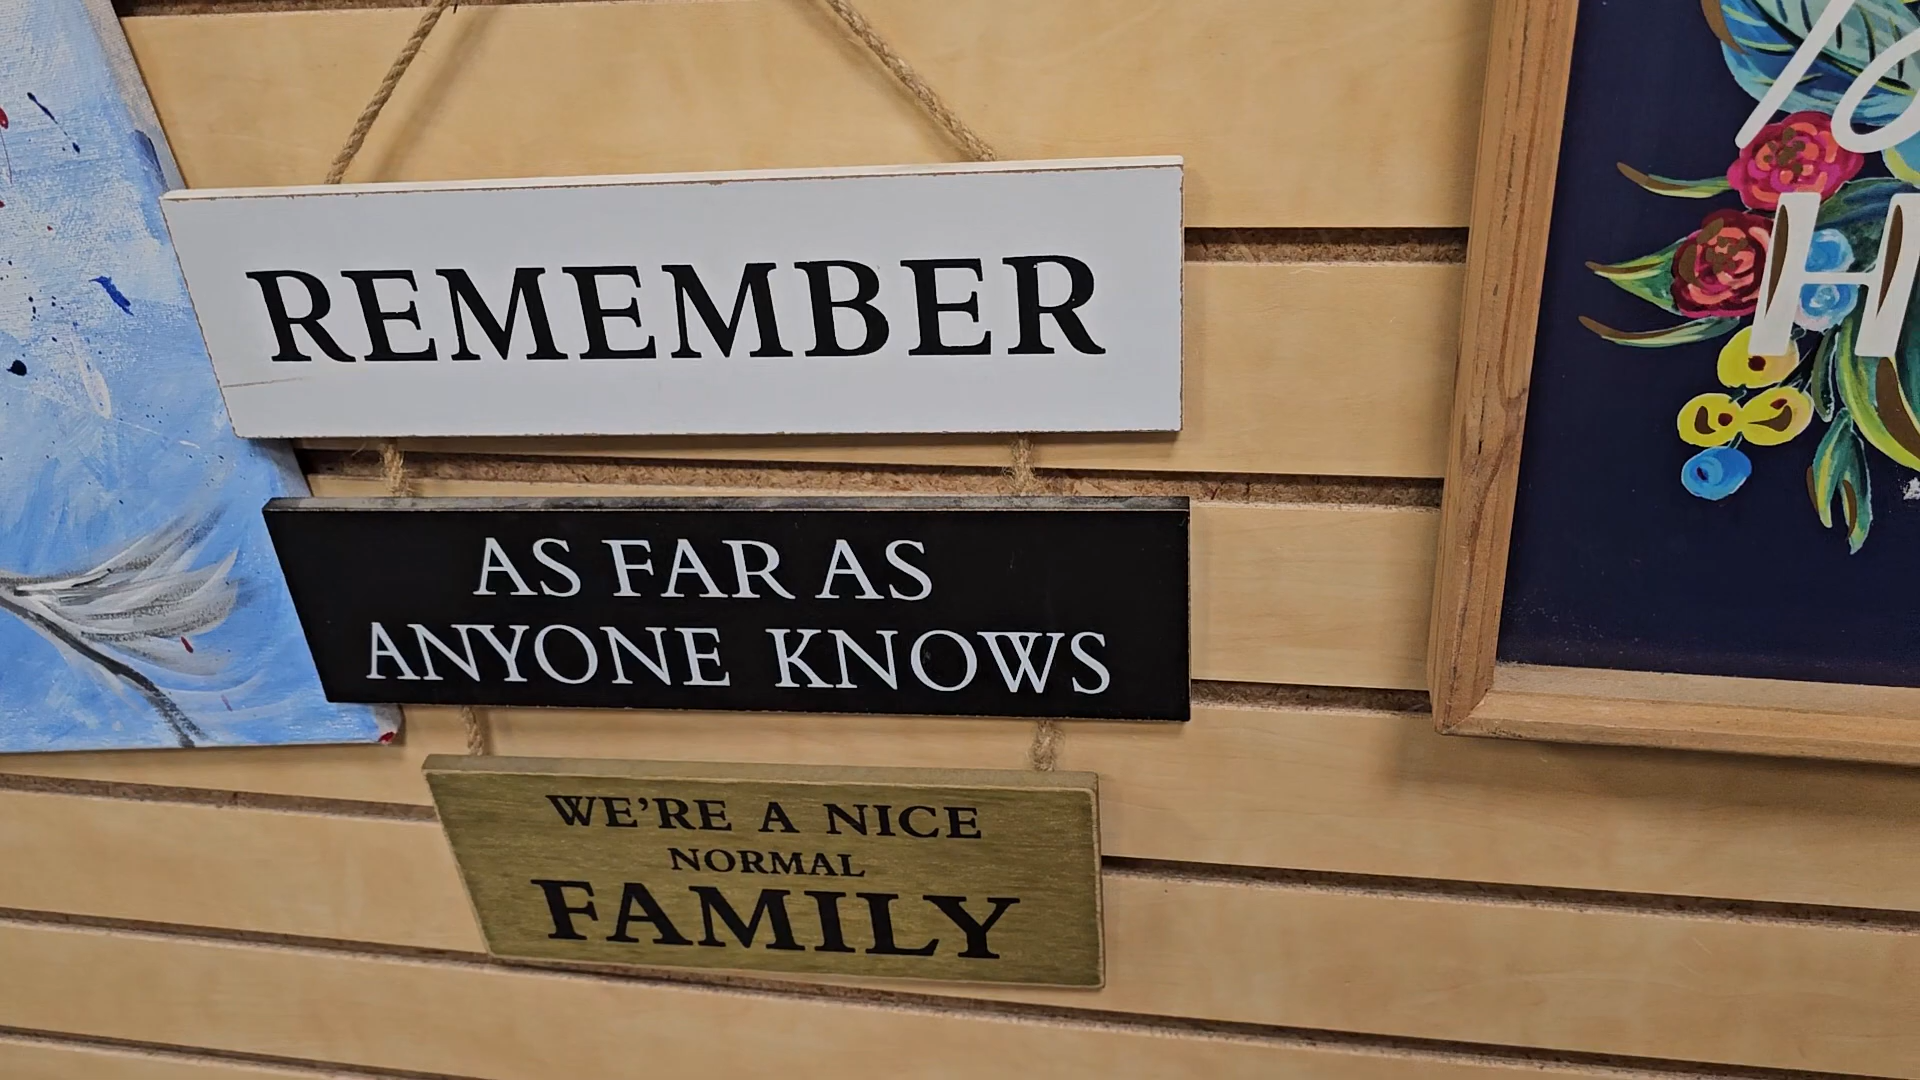 REMEMBER
AS FAR AS
ANYONE KNOWS
WE'RE A NICE
NORMAL
FAMILY